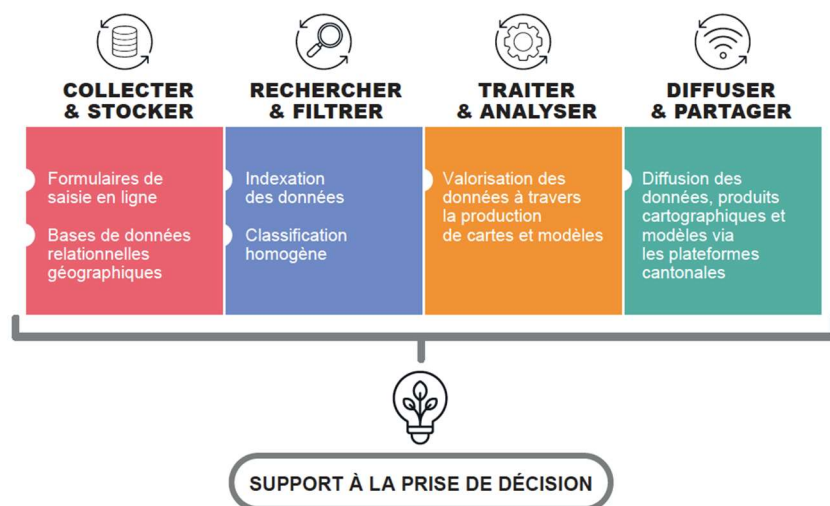 COLLECTER
& STOCKER
Formulaires de
saisie en ligne
Bases de données
relationnelles
géographiques
RECHERCHER
& FILTRER
Indexation
des données
Classification
homogène
TRAITER
& ANALYSER
Valorisation des
données à travers
la production
de cartes et modèles
DIFFUSER
& PARTAGER
Diffusion des
données, produits
cartographiques et
modèles via
les plateformes
cantonales
SUPPORT À LA PRISE DE DÉCISION